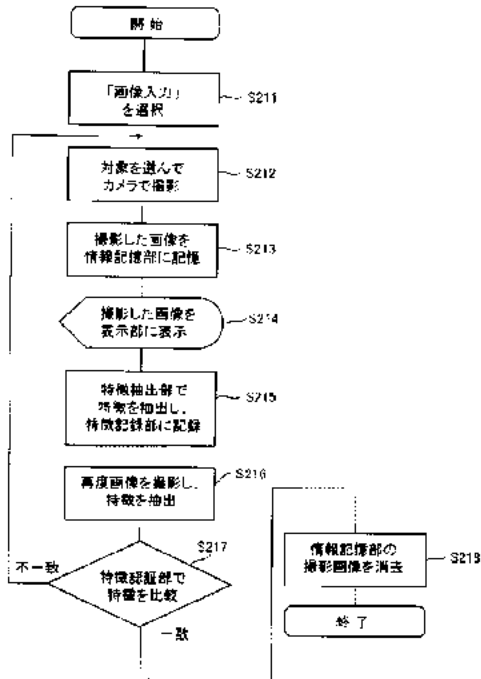 開 始
「画像入力」
を選択
S211
対象を選んで
カメラで撮影
S212
撮影した画像を
情報記憶部に記憶
S213
撮影した画像を
表示部に表示
S214
特徴抽出部で
特徴を抽出し、
特徴記録部に記録
S215
再度画像を撮影し、
特徴を抽出
S216
特徴認証部で
特徴を比較
S217
不一致
一致
情報記憶部の
撮影画像を消去
S218
終 了